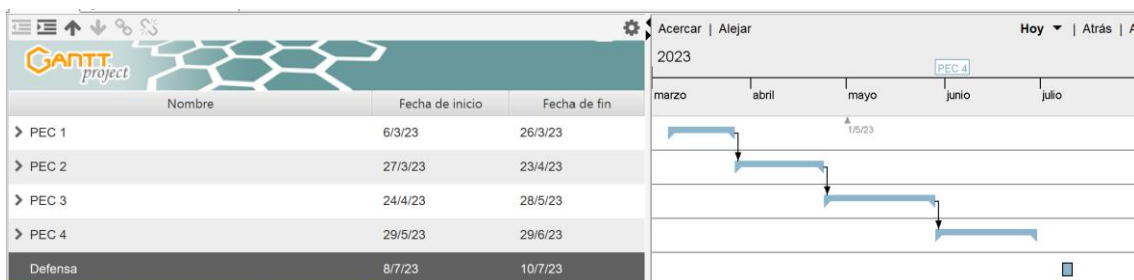 Acercar | Alejar
Hoy | Atrás |
2023
GANTT
project
PEC 4
Nombre Fecha de inicio Fecha de fin
marzo abril mayo junio julio
PEC 1 6/3/23 26/3/23
1/5/23
PEC 2 27/3/23 23/4/23
PEC 3 24/4/23 28/5/23
PEC 4 29/5/23 29/6/23
Defensa 8/7/23 10/7/23